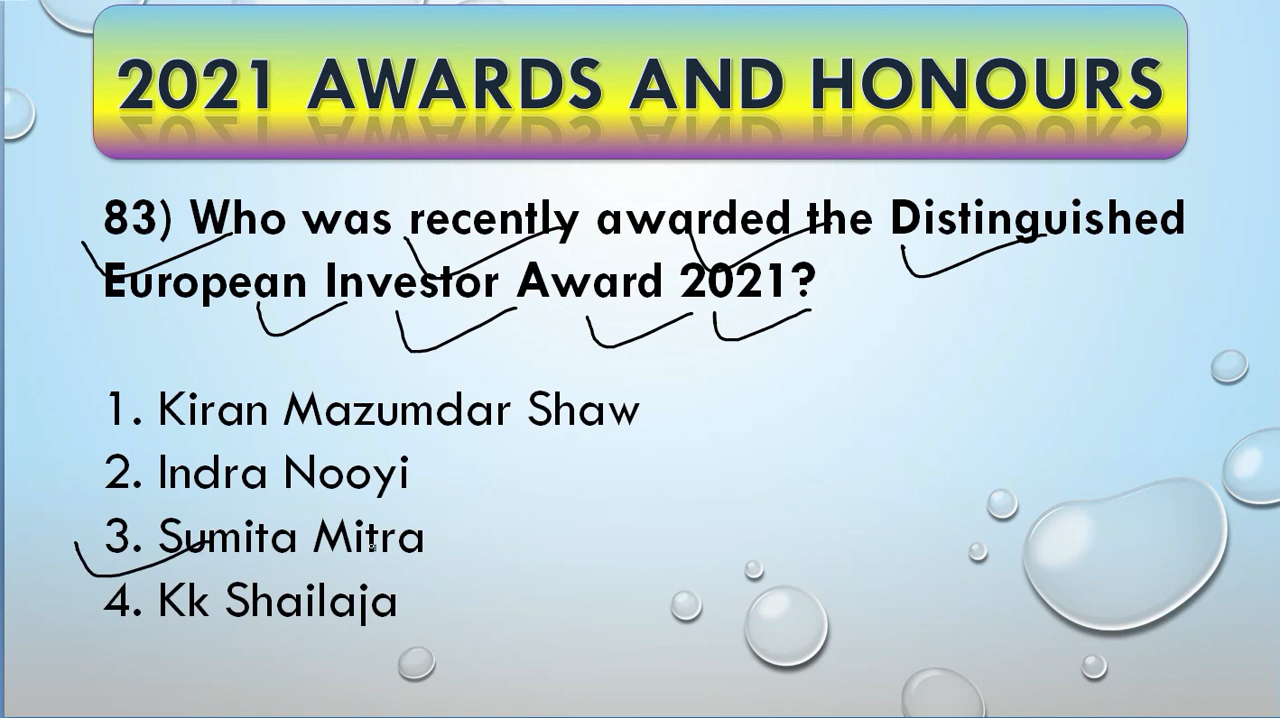 2021 AWARDS AND HONOURS
83) Who was recently awarded the Distinguished
European Investor Award 2021?
1. Kiran Mazumdar Shaw
2. Indra Nooyi
3. Sumita Mitra
4. Kk Shailaja